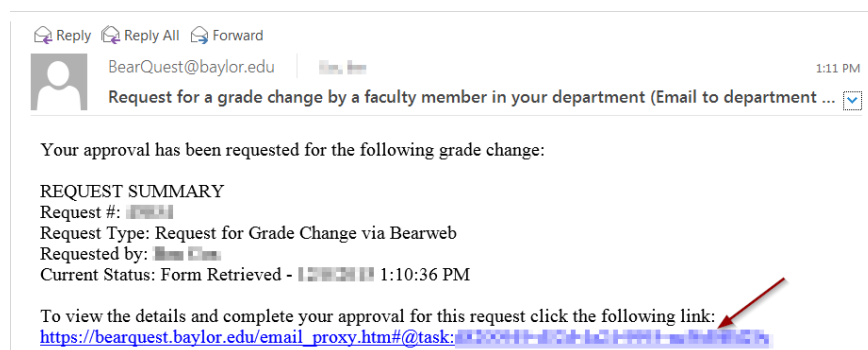 Reply Reply All Forward
BearQuest@baylor.edu
1:11 PM
Request for a grade change by a faculty member in your department (Email to department ...
Your approval has been requested for the following grade change:
REQUEST SUMMARY
Request #:
Request Type: Request for Grade Change via Bearweb
Requested by:
Current Status: Form Retrieved - 1:10:36 PM
To view the details and complete your approval for this request click the following link:
https://bearquest.baylor.edu/email_proxy.htm#@task: